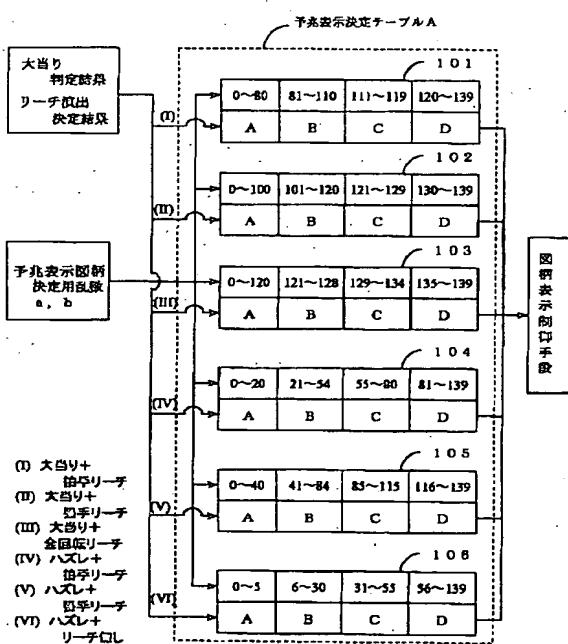 予兆表示決定テーブルA
大当り
判定結果
リーチ演出
決定結果
101
0〜80 81〜110 111〜119 120〜139
(I)
A B C D
102
0〜100 101〜120 121〜129 130〜139
(II)
A B C D
予兆表示図柄
決定用乱数
a, b
103
0〜120 121〜128 129〜134 135〜139
(III)
A B C D
図柄表示制御手段
104
0〜20 21〜54 55〜80 81〜139
(IV)
A B C D
105
0〜40 41〜84 85〜115 116〜139
(V)
A B C D
106
0〜5 6〜30 31〜55 56〜139
(VI)
A B C D
(I) 大当り+
拍手リーチ
(II) 大当り+
リーチ
(III) 大当り+
全回転リーチ
(IV) ハズレ+
拍手リーチ
(V) ハズレ+
リーチ
(VI) ハズレ+
リーチ無し